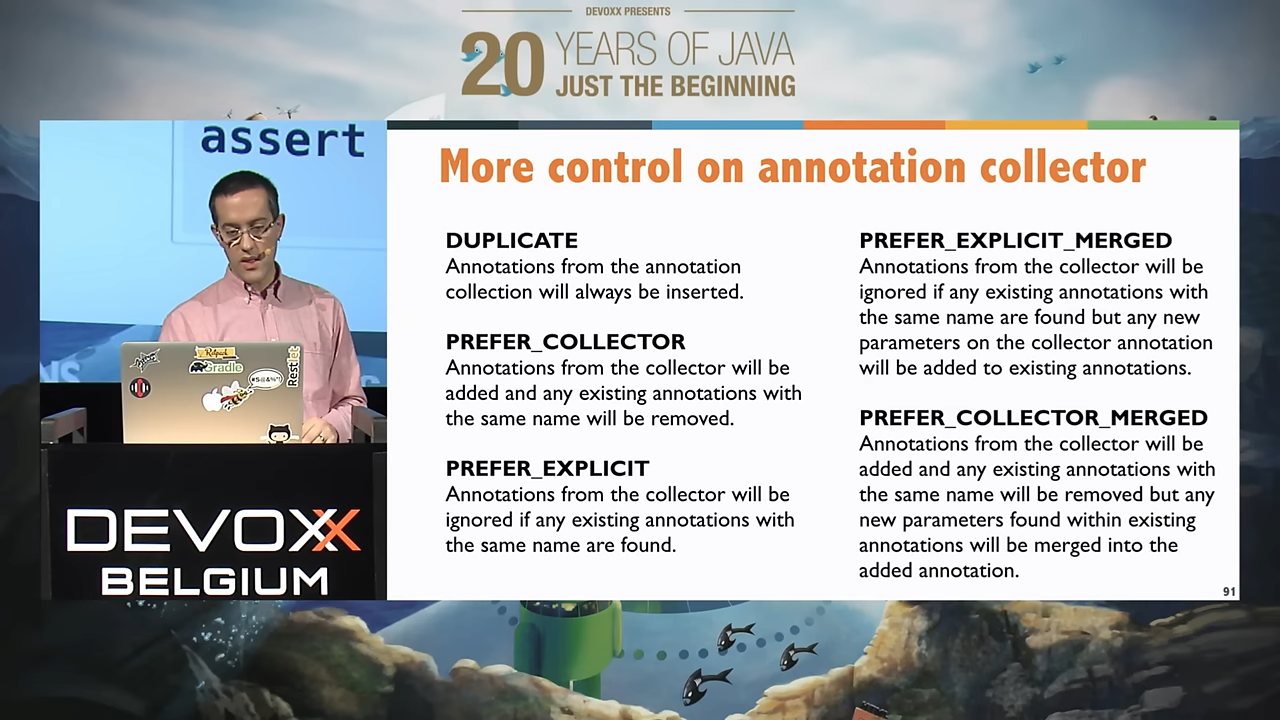 DEVOXX PRESENTS
20 YEARS OF JAVA
JUST THE BEGINNING
assert
Ratpack
Gradle
#$@&%*!
Restlet
DEVOXX
BELGIUM
More control on annotation collector
DUPLICATE
Annotations from the annotation
collection will always be inserted.
PREFER_COLLECTOR
Annotations from the collector will be
added and any existing annotations with
the same name will be removed.
PREFER_EXPLICIT
Annotations from the collector will be
ignored if any existing annotations with
the same name are found.
PREFER_EXPLICIT_MERGED
Annotations from the collector will be
ignored if any existing annotations with
the same name are found but any new
parameters on the collector annotation
will be added to existing annotations.
PREFER_COLLECTOR_MERGED
Annotations from the collector will be
added and any existing annotations with
the same name will be removed but any
new parameters found within existing
annotations will be merged into the
added annotation.
91